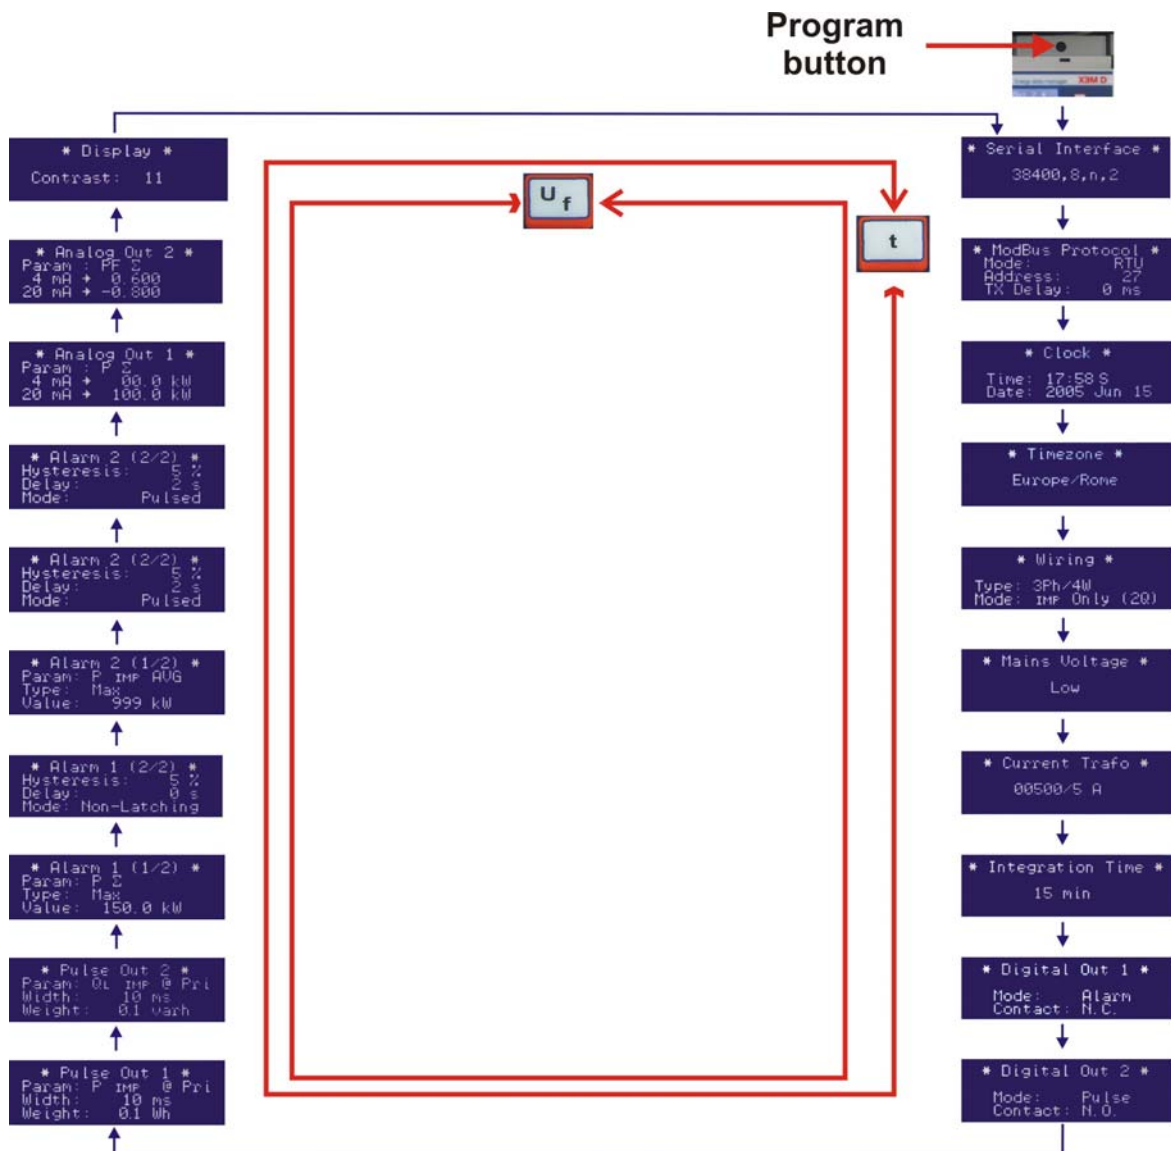 Program
button
X3M D
* Display *
Contrast: 11
* Analog Out 2 *
Param : PF Σ
4 mA → 0.600
20 mA → -0.800
* Analog Out 1 *
Param : P Σ
4 mA → 00.0 kW
20 mA → 100.0 kW
* Alarm 2 (2/2) *
Hysteresis: 5 %
Delay: 2 s
Mode: Pulsed
* Alarm 2 (2/2) *
Hysteresis: 5 %
Delay: 2 s
Mode: Pulsed
* Alarm 2 (1/2) *
Param: P IMP AVG
Type: Max
Value: 999 kW
* Alarm 1 (2/2) *
Hysteresis: 5 %
Delay: 0 s
Mode: Non-Latching
* Alarm 1 (1/2) *
Param: P Σ
Type: Max
Value: 150.0 kW
* Pulse Out 2 *
Param: QL IMP @ Pri
Width: 10 ms
Weight: 0.1 varh
* Pulse Out 1 *
Param: P IMP @ Pri
Width: 10 ms
Weight: 0.1 Wh
U f
t
* Serial Interface *
38400,8,n,2
* ModBus Protocol *
Mode: RTU
Address: 27
TX Delay: 0 ms
* Clock *
Time: 17:58 S
Date: 2005 Jun 15
* Timezone *
Europe/Rome
* Wiring *
Type: 3Ph/4W
Mode: IMP Only (2Q)
* Mains Voltage *
Low
* Current Trafo *
00500/5 A
* Integration Time *
15 min
* Digital Out 1 *
Mode: Alarm
Contact: N.C.
* Digital Out 2 *
Mode: Pulse
Contact: N.O.